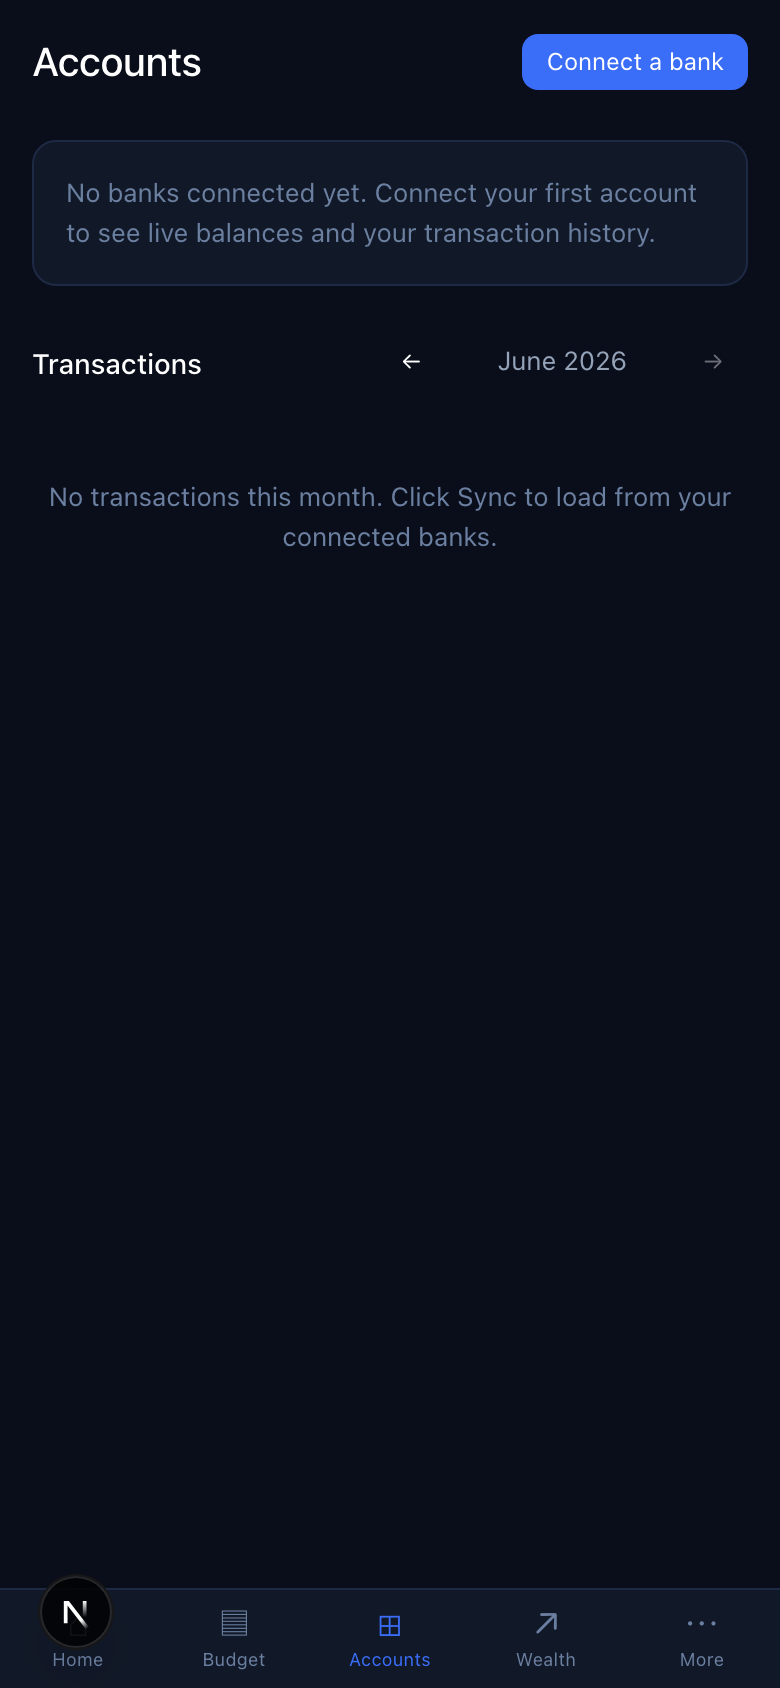 Accounts
Connect a bank
No banks connected yet. Connect your first account
to see live balances and your transaction history.
Transactions
← June 2026 →
No transactions this month. Click Sync to load from your
connected banks.
N
Home
Budget
Accounts
Wealth
More